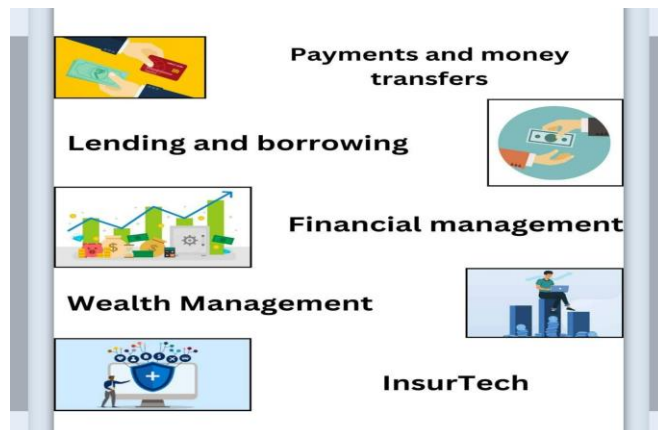 Payments and money
transfers
Lending and borrowing
Financial management
Wealth Management
InsurTech